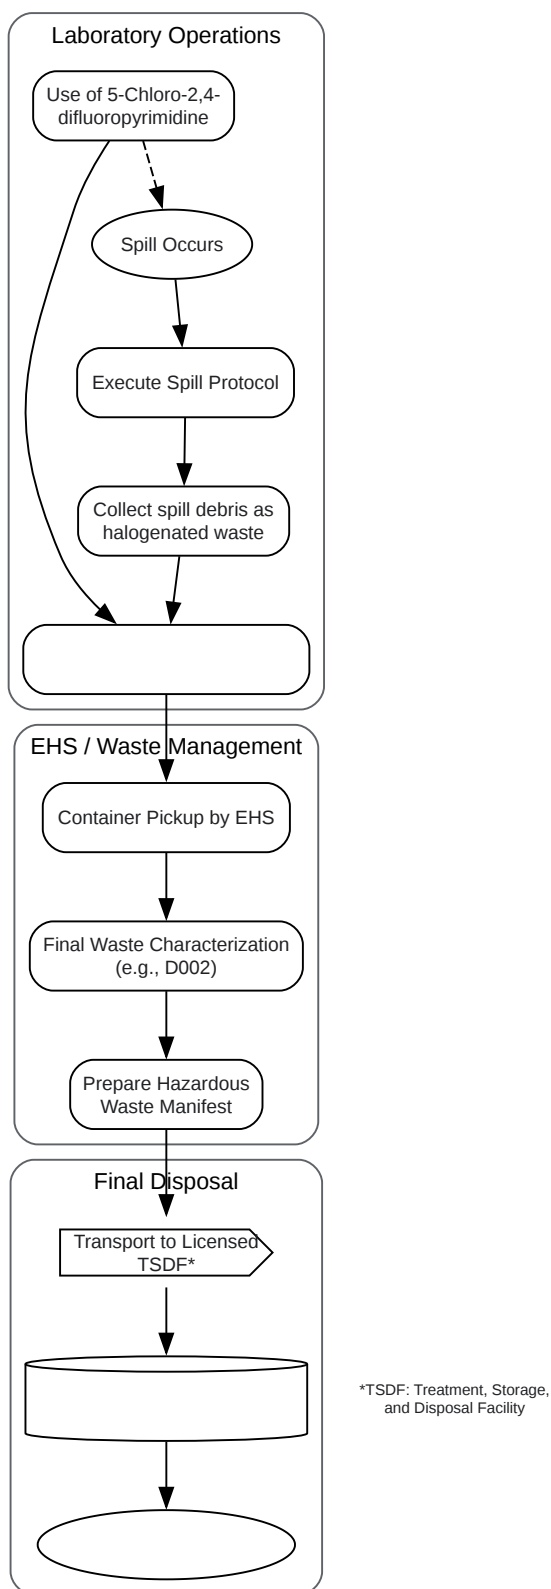 Laboratory Operations
Use of 5-Chloro-2,4-
difluoropyrimidine
Spill Occurs
Execute Spill Protocol
Collect spill debris as
halogenated waste
EHS / Waste Management
Container Pickup by EHS
Final Waste Characterization
(e.g., D002)
Prepare Hazardous
Waste Manifest
Final Disposal
Transport to Licensed
TSDF*
*TSDF: Treatment, Storage,
and Disposal Facility